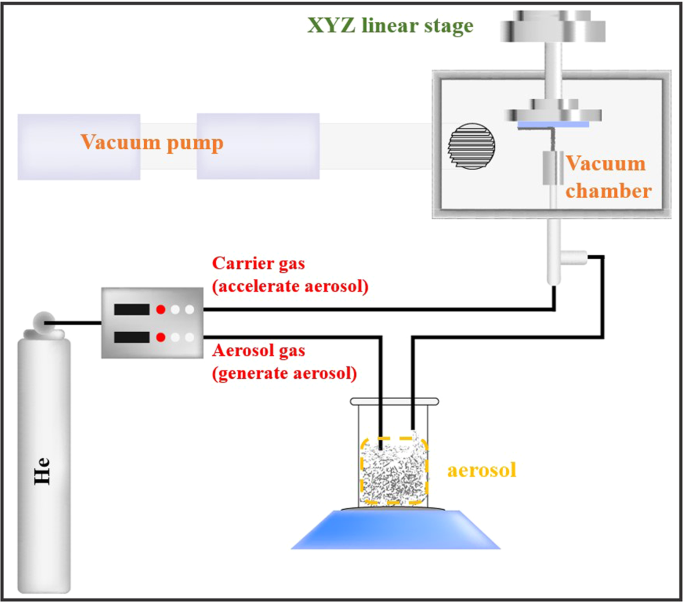 XYZ linear stage
Vacuum pump
Vacuum
chamber
Carrier gas
(accelerate aerosol)
Aerosol gas
(generate aerosol)
He
aerosol